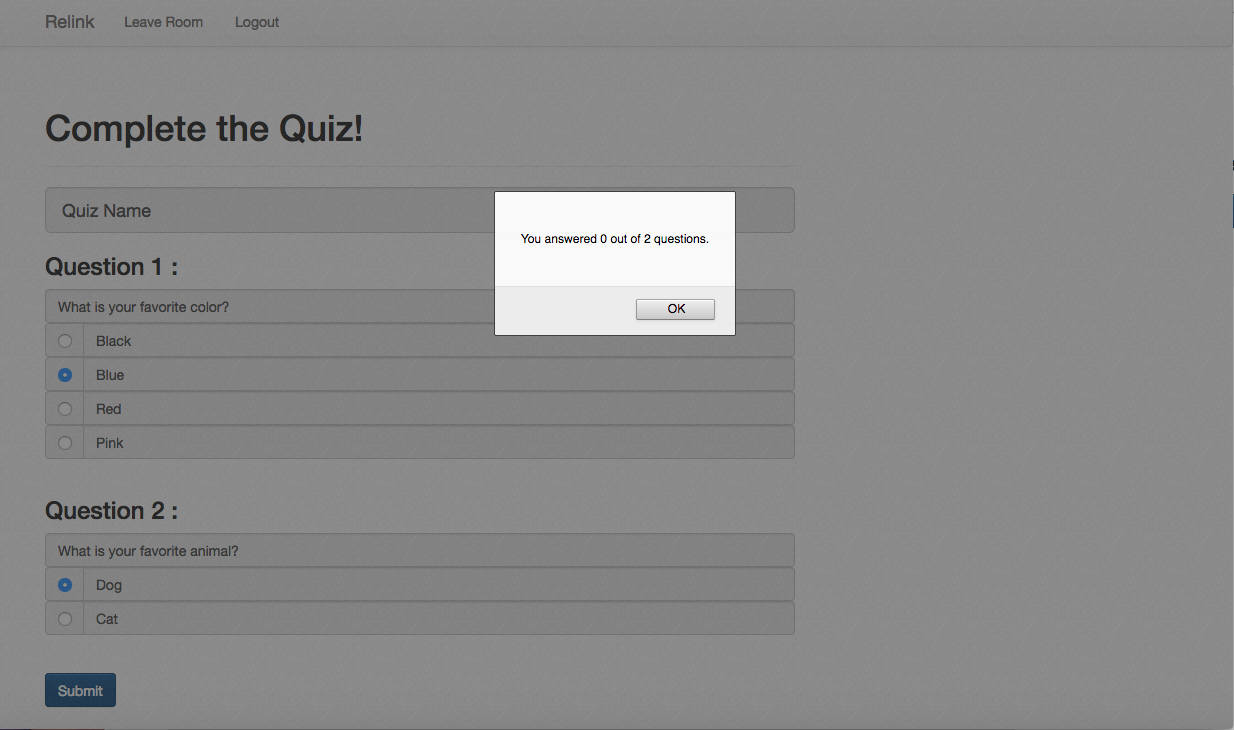 Relink Leave Room Logout
Complete the Quiz!
Quiz Name
You answered 0 out of 2 questions.
OK
Question 1 :
What is your favorite color?
Black
Blue
Red
Pink
Question 2 :
What is your favorite animal?
Dog
Cat
Submit